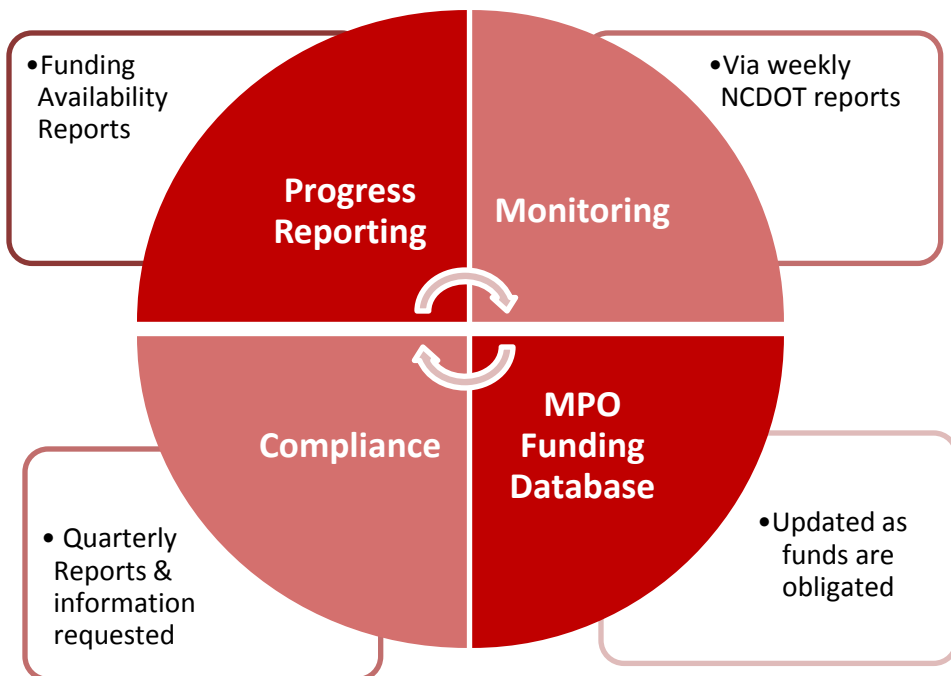 •Funding
Availability
Reports
•Via weekly
NCDOT reports
Progress
Reporting
Monitoring
Compliance
MPO
Funding
Database
• Quarterly
Reports &
information
requested
•Updated as
funds are
obligated